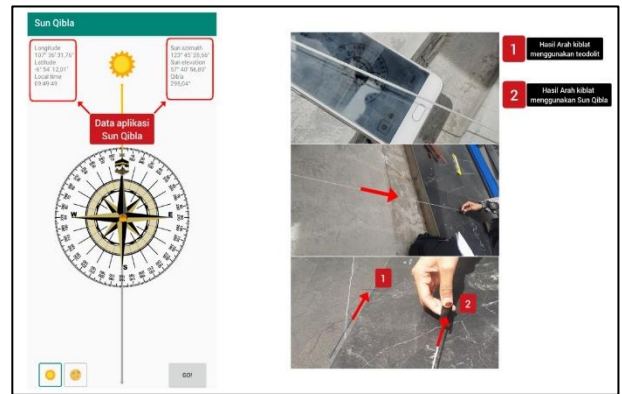 Sun Qibla
Longitude
107° 36' 31,76"
Latitude
-6° 54' 12,01"
Local time
09:49:49
Sun azimuth
123° 45' 28,56"
Sun elevation
57° 40' 56,89"
Qibra
295,04°
Data aplikasi
Sun Qibla
W
E
S
GO!
1
Hasil Arah kiblat
menggunakan teodolit
2
Hasil Arah kiblat
menggunakan Sun Qibla
1
2